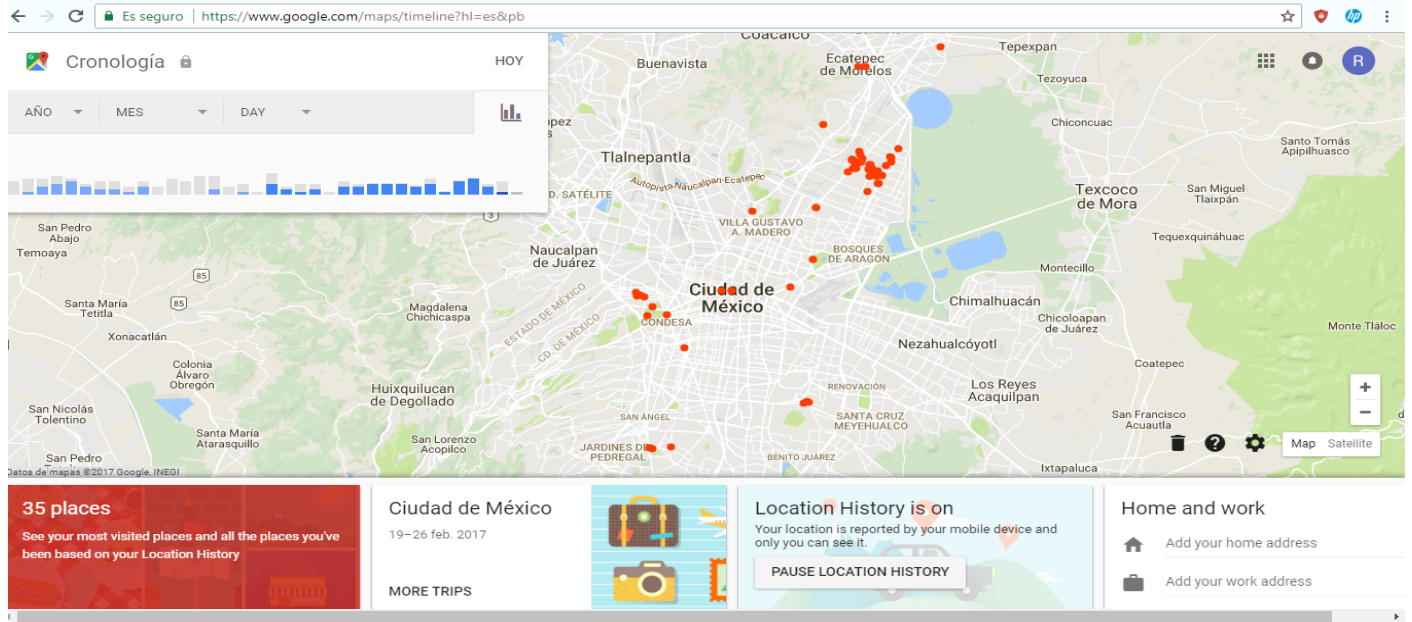 Es seguro | https://www.google.com/maps/timeline?hl=es&pb
Cronología
HOY
AÑO
MES
DAY
R
Coacalco
Buenavista
Ecatepec
de Morelos
Tepexpan
Tezoyuca
Chiconcuac
Santo Tomás
Apipilhuasco
Tlalnepantla
Autopista Naucalpan-Ecatepec
D. SATÉLITE
3
VILLA GUSTAVO
A. MADERO
Texcoco
de Mora
San Miguel
Tlaixpán
San Pedro
Abajo
Temoaya
Naucalpan
de Juárez
BOSQUES
DE ARAGON
Tequexquináhuac
Montecillo
85
Santa María
Tetitla
85
Magdalena
Chichicaspa
ESTADO DE MÉXICO
CD. DE MÉXICO
Ciudad de
México
CONDESA
Chimalhuacán
Chicoloapan
de Juárez
Monte Tláloc
Xonacatlán
Nezahualcóyotl
Colonia
Álvaro
Obregón
Coatepec
Huixquilucan
de Degollado
RENOVACIÓN
Los Reyes
Acaquilpan
San Nicolás
Tolentino
SAN ÁNGEL
SANTA CRUZ
MEYEHUALCO
San Francisco
Acuautla
Santa María
Atarasquillo
San Lorenzo
Acopilco
JARDINES DEL
PEDREGAL
BENITO JUÁREZ
Map Satellite
San Pedro
Ixtapaluca
Datos de mapas ©2017 Google, INEGI
35 places
See your most visited places and all the places you've
been based on your Location History
Ciudad de México
19–26 feb. 2017
MORE TRIPS
Location History is on
Your location is reported by your mobile device and
only you can see it.
PAUSE LOCATION HISTORY
Home and work
Add your home address
Add your work address